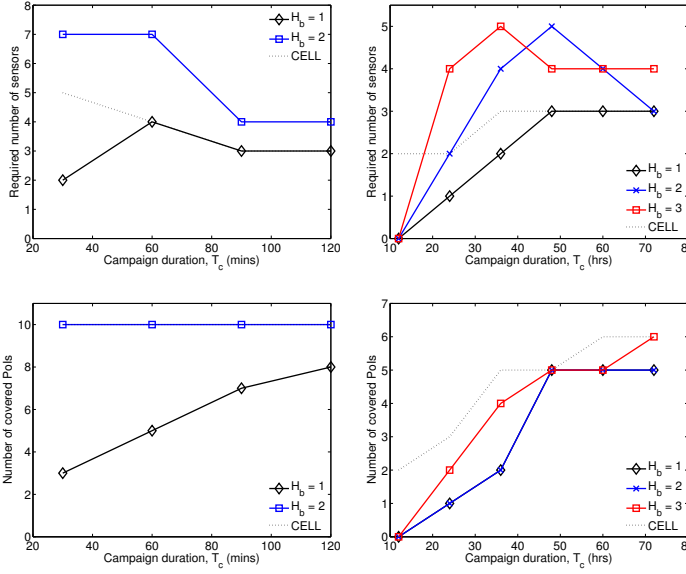 8
7
6
5
4
3
2
1
0
Required number of sensors
20
40
60
80
100
120
Campaign duration, T_c (mins)
H_b = 1
H_b = 2
CELL
5
4
3
2
1
0
Required number of sensors
10
20
30
40
50
60
70
80
Campaign duration, T_c (hrs)
H_b = 1
H_b = 2
H_b = 3
CELL
10
8
6
4
2
0
Number of covered PoIs
20
40
60
80
100
120
Campaign duration, T_c (mins)
H_b = 1
H_b = 2
CELL
7
6
5
4
3
2
1
0
Number of covered PoIs
10
20
30
40
50
60
70
80
Campaign duration, T_c (hrs)
H_b = 1
H_b = 2
H_b = 3
CELL